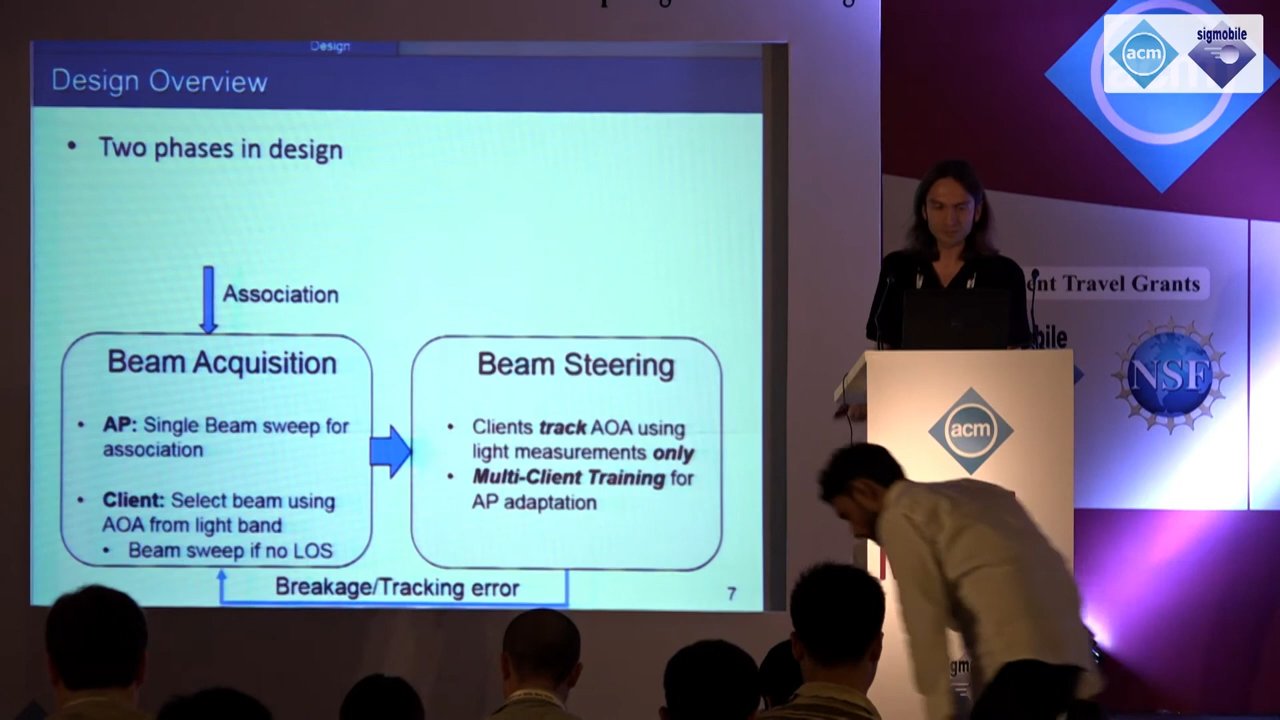 Design
Design Overview
• Two phases in design
Association
Beam Acquisition
• AP: Single Beam sweep for
association
• Client: Select beam using
AOA from light band
• Beam sweep if no LOS
Beam Steering
• Clients track AOA using
light measurements only
• Multi-Client Training for
AP adaptation
Breakage/Tracking error
7
acm
sigmobile
ent Travel Grants
bile
NSF
acm
gm